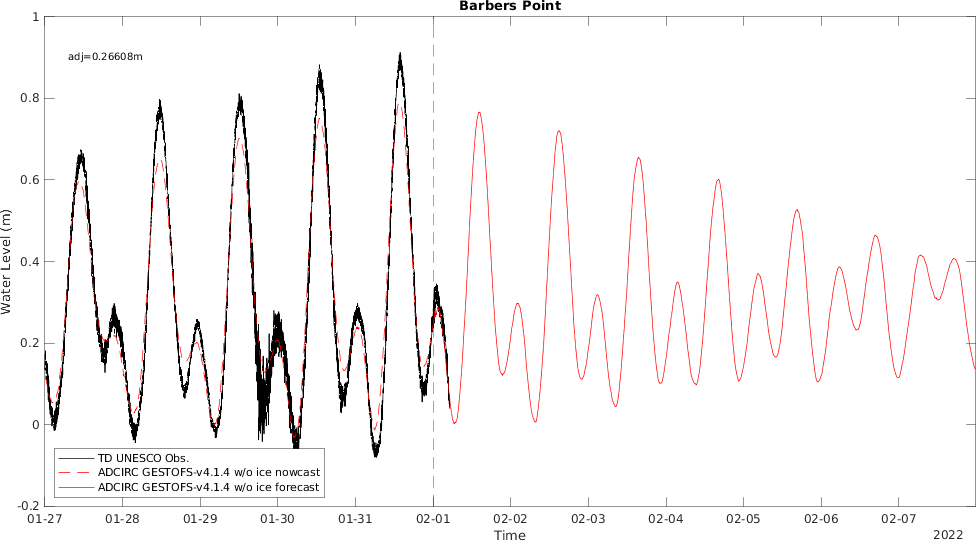 Barbers Point
1
0.8
0.6
0.4
0.2
0
-0.2
Water Level (m)
adj=0.26608m
TD UNESCO Obs.
ADCIRC GESTOFS-v4.1.4 w/o ice nowcast
ADCIRC GESTOFS-v4.1.4 w/o ice forecast
01-27 01-28 01-29 01-30 01-31 02-01 02-02 02-03 02-04 02-05 02-06 02-07
Time
2022